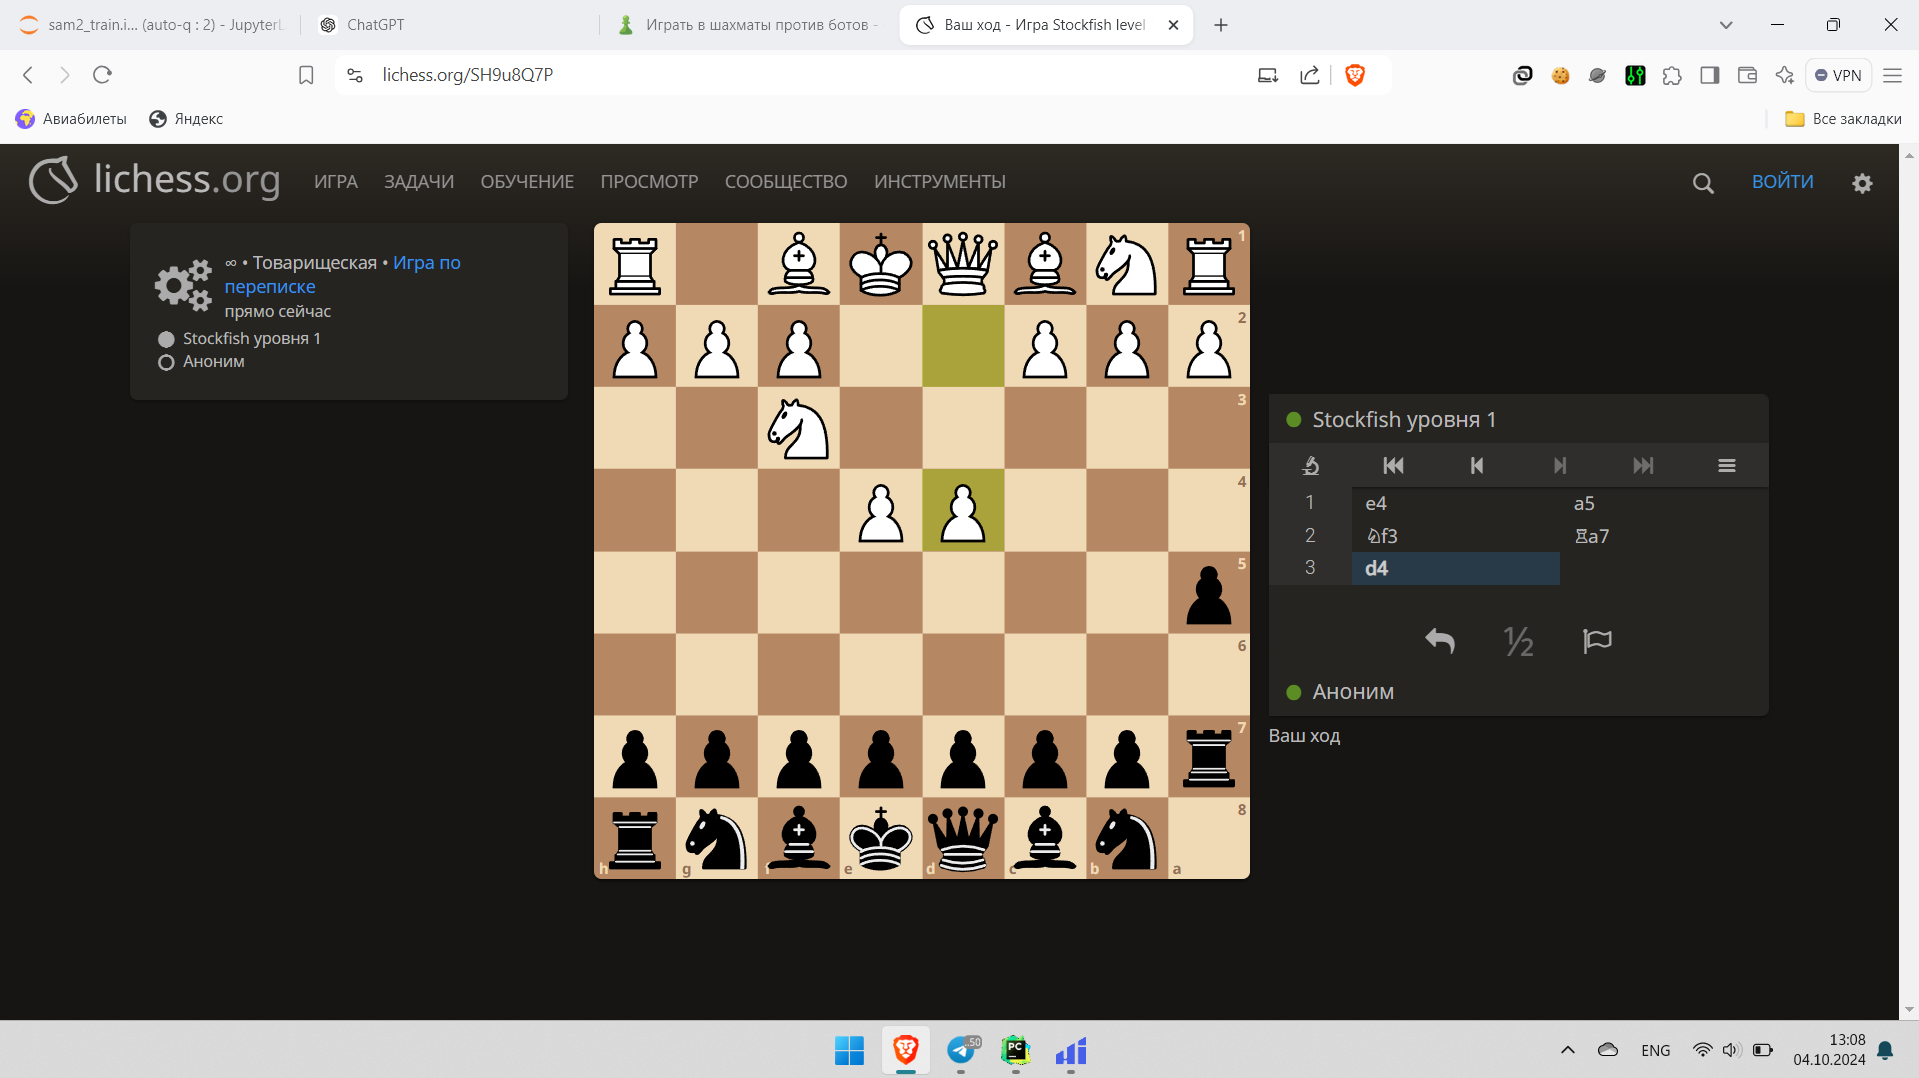 sam2_train.i... (auto-q : 2) - JupyterL
ChatGPT
Играть в шахматы против ботов -
Ваш ход - Игра Stockfish level
lichess.org/SH9u8Q7P
VPN
Авиабилеты
Яндекс
Все закладки
lichess.org
ИГРА
ЗАДАЧИ
ОБУЧЕНИЕ
ПРОСМОТР
СООБЩЕСТВО
ИНСТРУМЕНТЫ
ВОЙТИ
∞ • Товарищеская • Игра по
переписке
прямо сейчас
Stockfish уровня 1
Аноним
1
2
3
4
5
6
7
8
h
g
f
e
d
c
b
a
Stockfish уровня 1
1 e4 a5
2 ♘f3 ♖a7
3 d4
½
Аноним
Ваш ход
.50
PC
ENG
13:08
04.10.2024